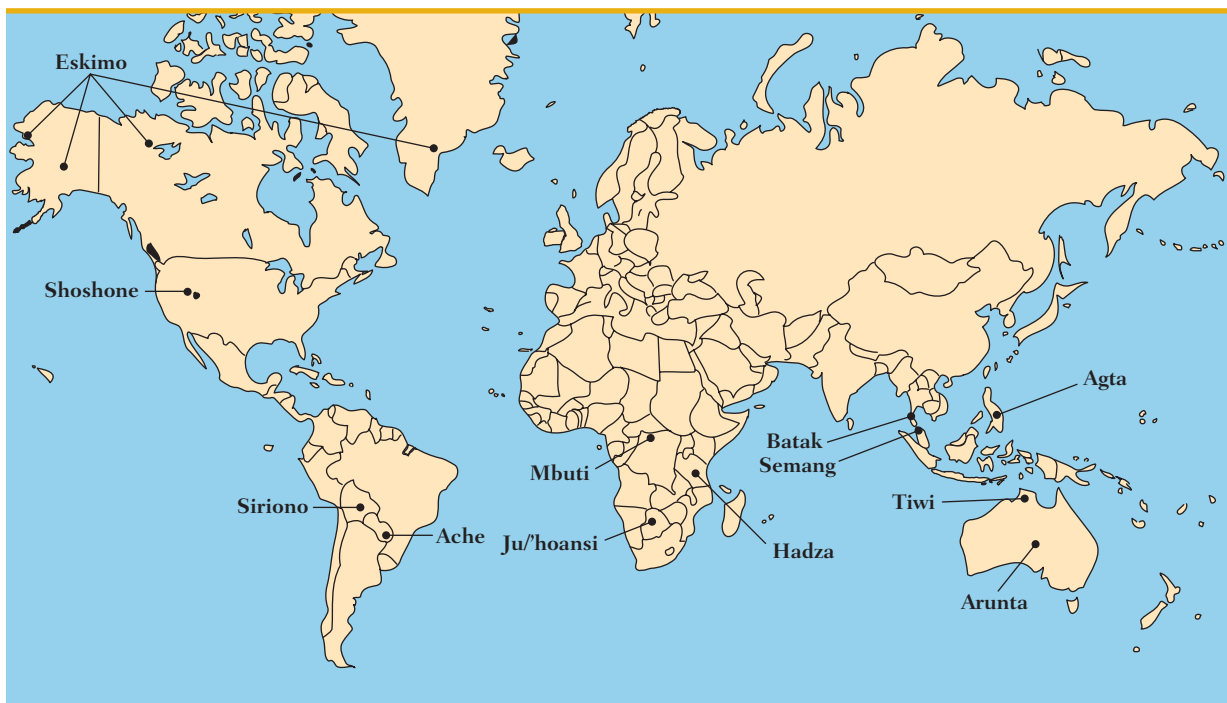 Eskimo
Shoshone
Agta
Batak
Semang
Mbuti
Tiwi
Siriono
Ache
Ju/’hoansi
Hadza
Arunta